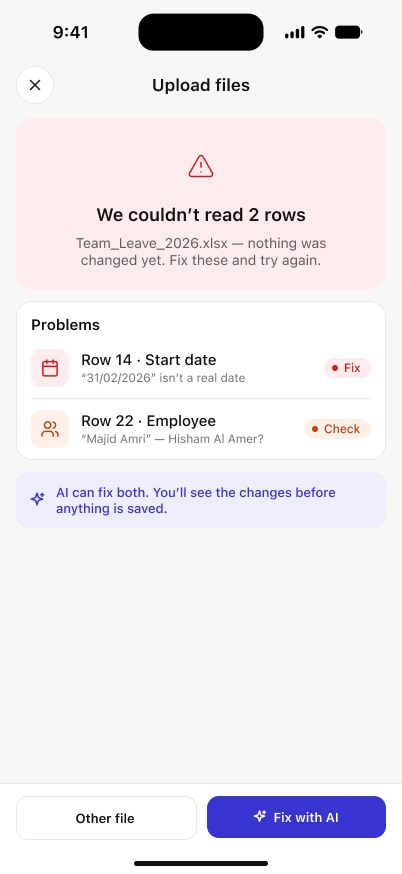 9:41
Upload files
We couldn’t read 2 rows
Team_Leave_2026.xlsx — nothing was
changed yet. Fix these and try again.
Problems
Row 14 · Start date
“31/02/2026” isn’t a real date
Fix
Row 22 · Employee
“Majid Amri” — Hisham Al Amer?
Check
AI can fix both. You’ll see the changes before
anything is saved.
Other file
Fix with AI